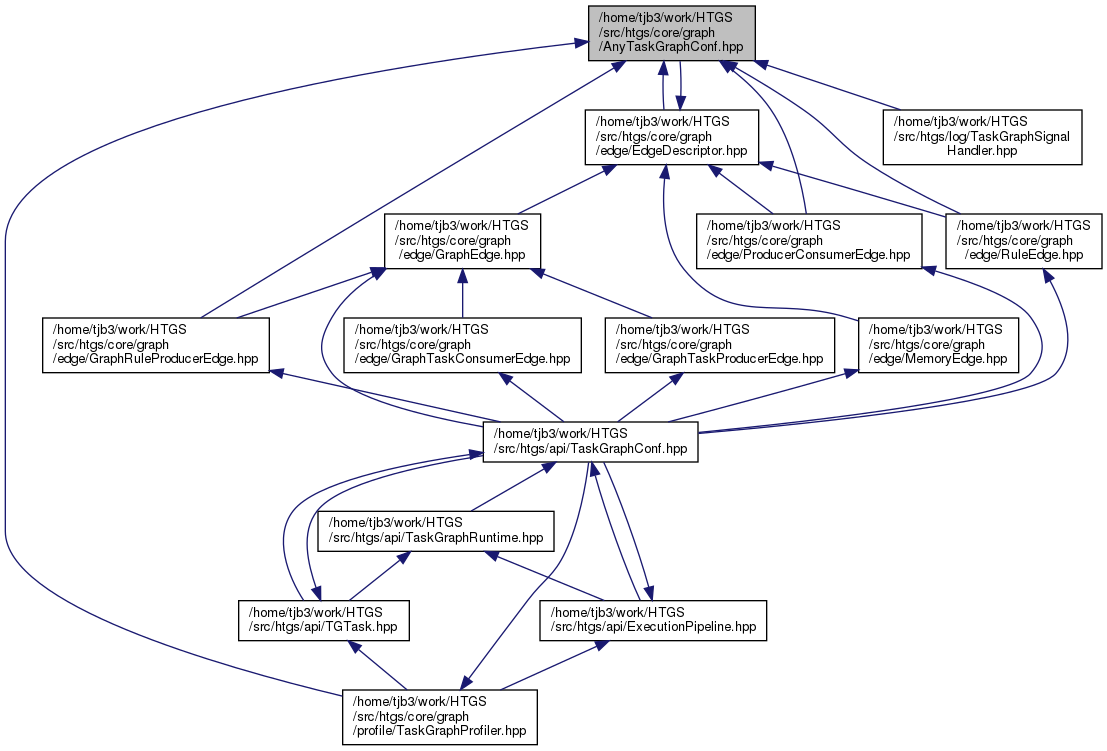 /home/tjb3/work/HTGS
/src/htgs/core/graph
/AnyTaskGraphConf.hpp
/home/tjb3/work/HTGS
/src/htgs/core/graph
/edge/EdgeDescriptor.hpp
/home/tjb3/work/HTGS
/src/htgs/log/TaskGraphSignal
Handler.hpp
/home/tjb3/work/HTGS
/src/htgs/core/graph
/edge/GraphEdge.hpp
/home/tjb3/work/HTGS
/src/htgs/core/graph
/edge/ProducerConsumerEdge.hpp
/home/tjb3/work/HTGS
/src/htgs/core/graph
/edge/RuleEdge.hpp
/home/tjb3/work/HTGS
/src/htgs/core/graph
/edge/GraphRuleProducerEdge.hpp
/home/tjb3/work/HTGS
/src/htgs/core/graph
/edge/GraphTaskConsumerEdge.hpp
/home/tjb3/work/HTGS
/src/htgs/core/graph
/edge/GraphTaskProducerEdge.hpp
/home/tjb3/work/HTGS
/src/htgs/core/graph
/edge/MemoryEdge.hpp
/home/tjb3/work/HTGS
/src/htgs/api/TaskGraphConf.hpp
/home/tjb3/work/HTGS
/src/htgs/api/TaskGraphRuntime.hpp
/home/tjb3/work/HTGS
/src/htgs/api/TGTask.hpp
/home/tjb3/work/HTGS
/src/htgs/api/ExecutionPipeline.hpp
/home/tjb3/work/HTGS
/src/htgs/core/graph
/profile/TaskGraphProfiler.hpp